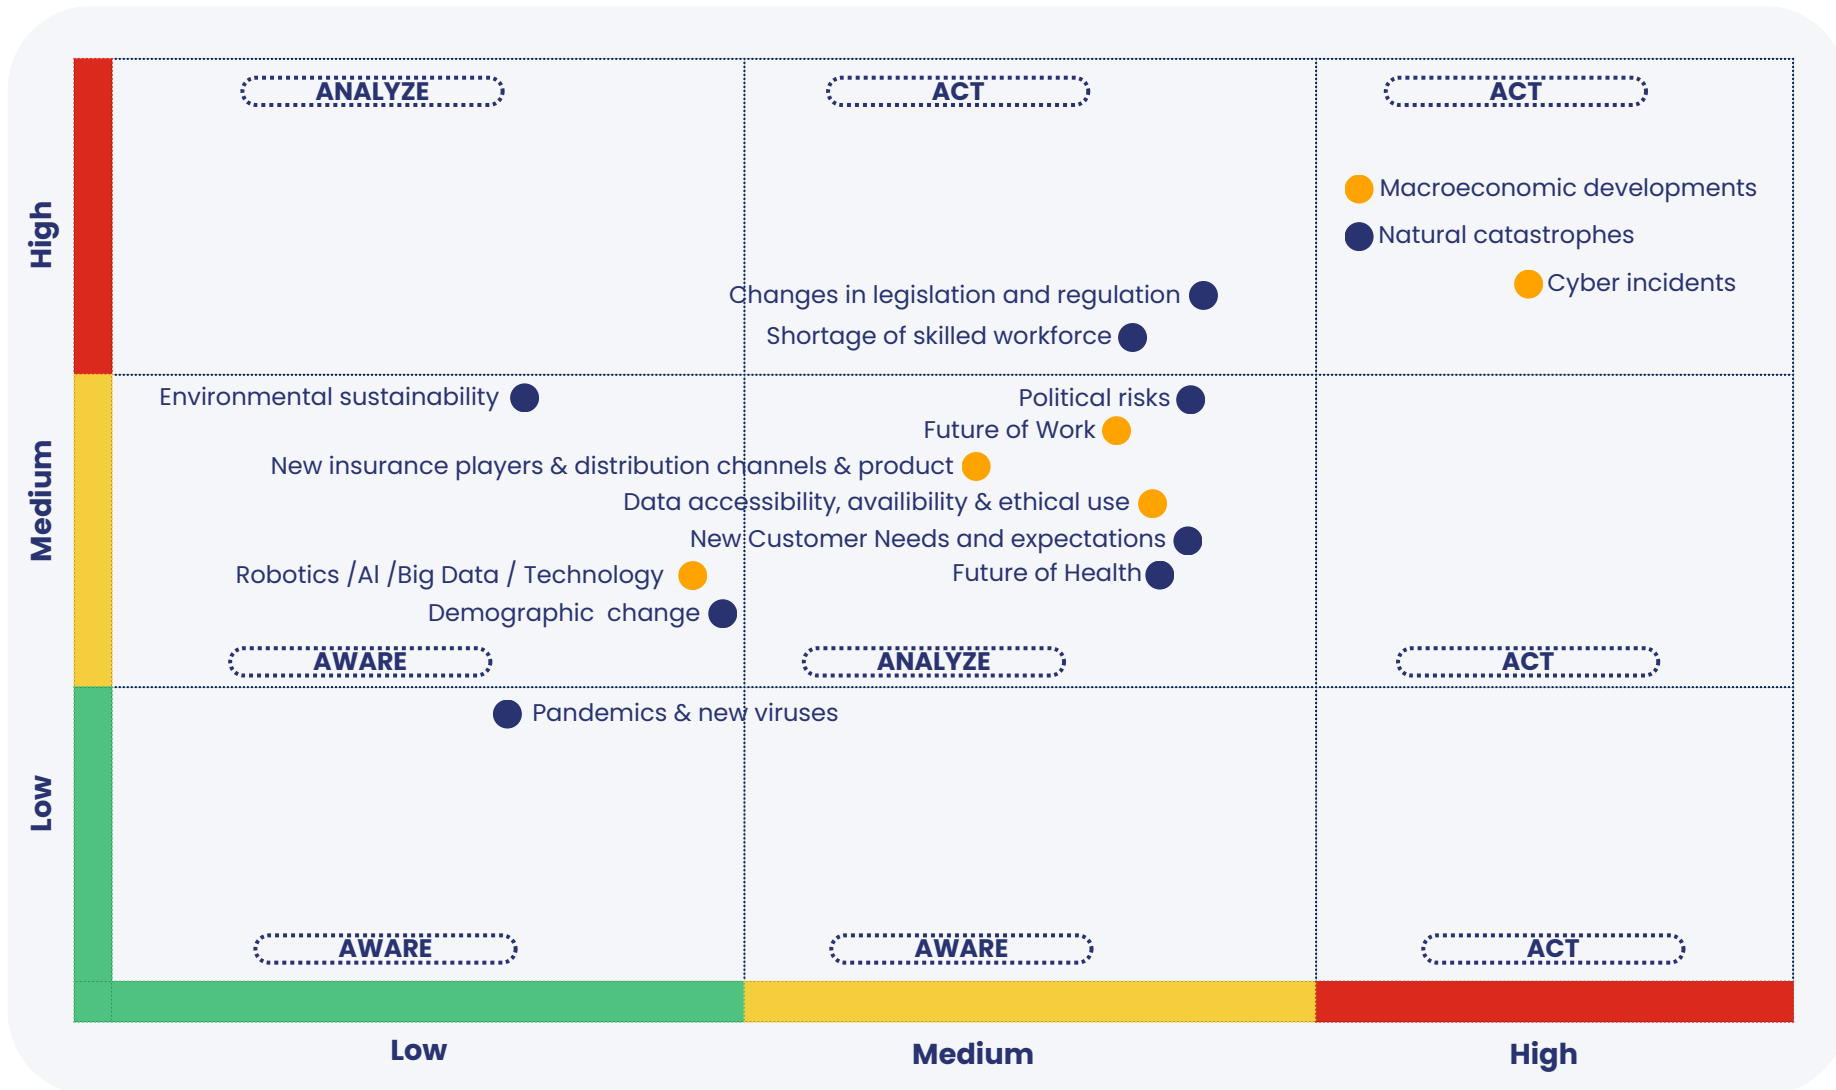 ANALYZE
ACT
ACT
High
Macroeconomic developments
Natural catastrophes
Cyber incidents
Changes in legislation and regulation
Shortage of skilled workforce
Medium
Environmental sustainability
Political risks
Future of Work
New insurance players & distribution channels & product
Data accessibility, availibility & ethical use
New Customer Needs and expectations
Robotics /AI /Big Data / Technology
Future of Health
Demographic change
AWARE
ANALYZE
ACT
Low
Pandemics & new viruses
AWARE
AWARE
ACT
Low
Medium
High